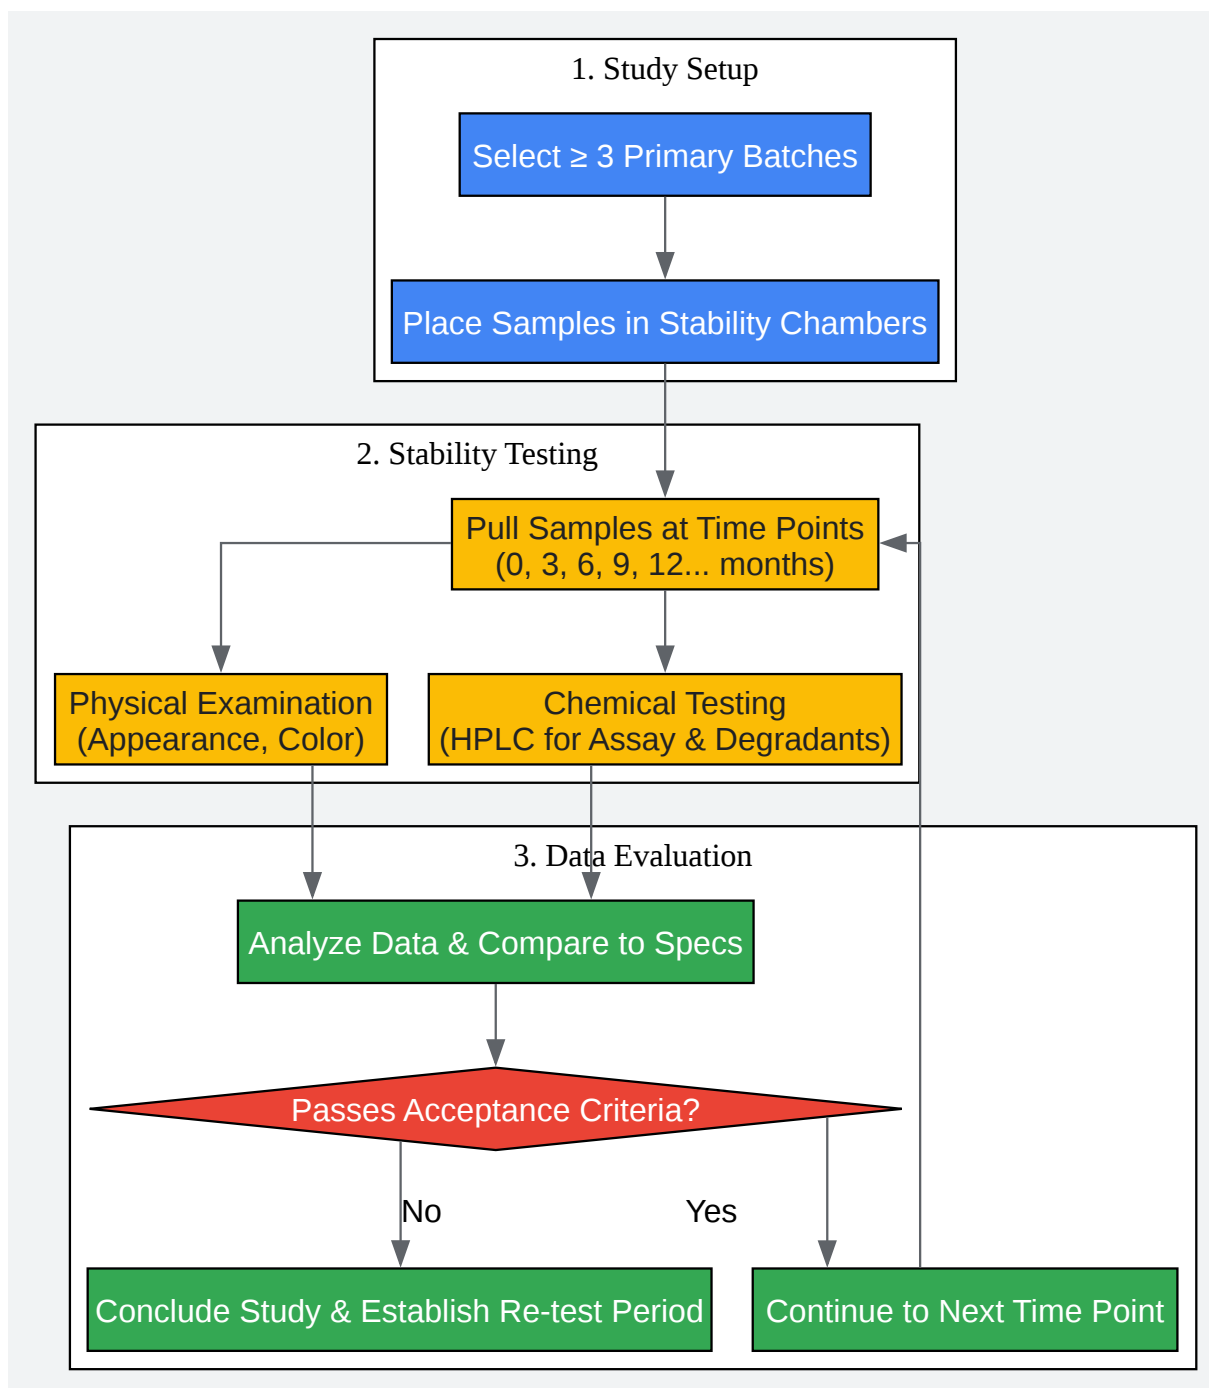 1. Study Setup
Select ≥ 3 Primary Batches
Place Samples in Stability Chambers
2. Stability Testing
Pull Samples at Time Points
(0, 3, 6, 9, 12... months)
Physical Examination
(Appearance, Color)
Chemical Testing
(HPLC for Assay & Degradants)
3. Data Evaluation
Analyze Data & Compare to Specs
Passes Acceptance Criteria?
No
Yes
Conclude Study & Establish Re-test Period
Continue to Next Time Point